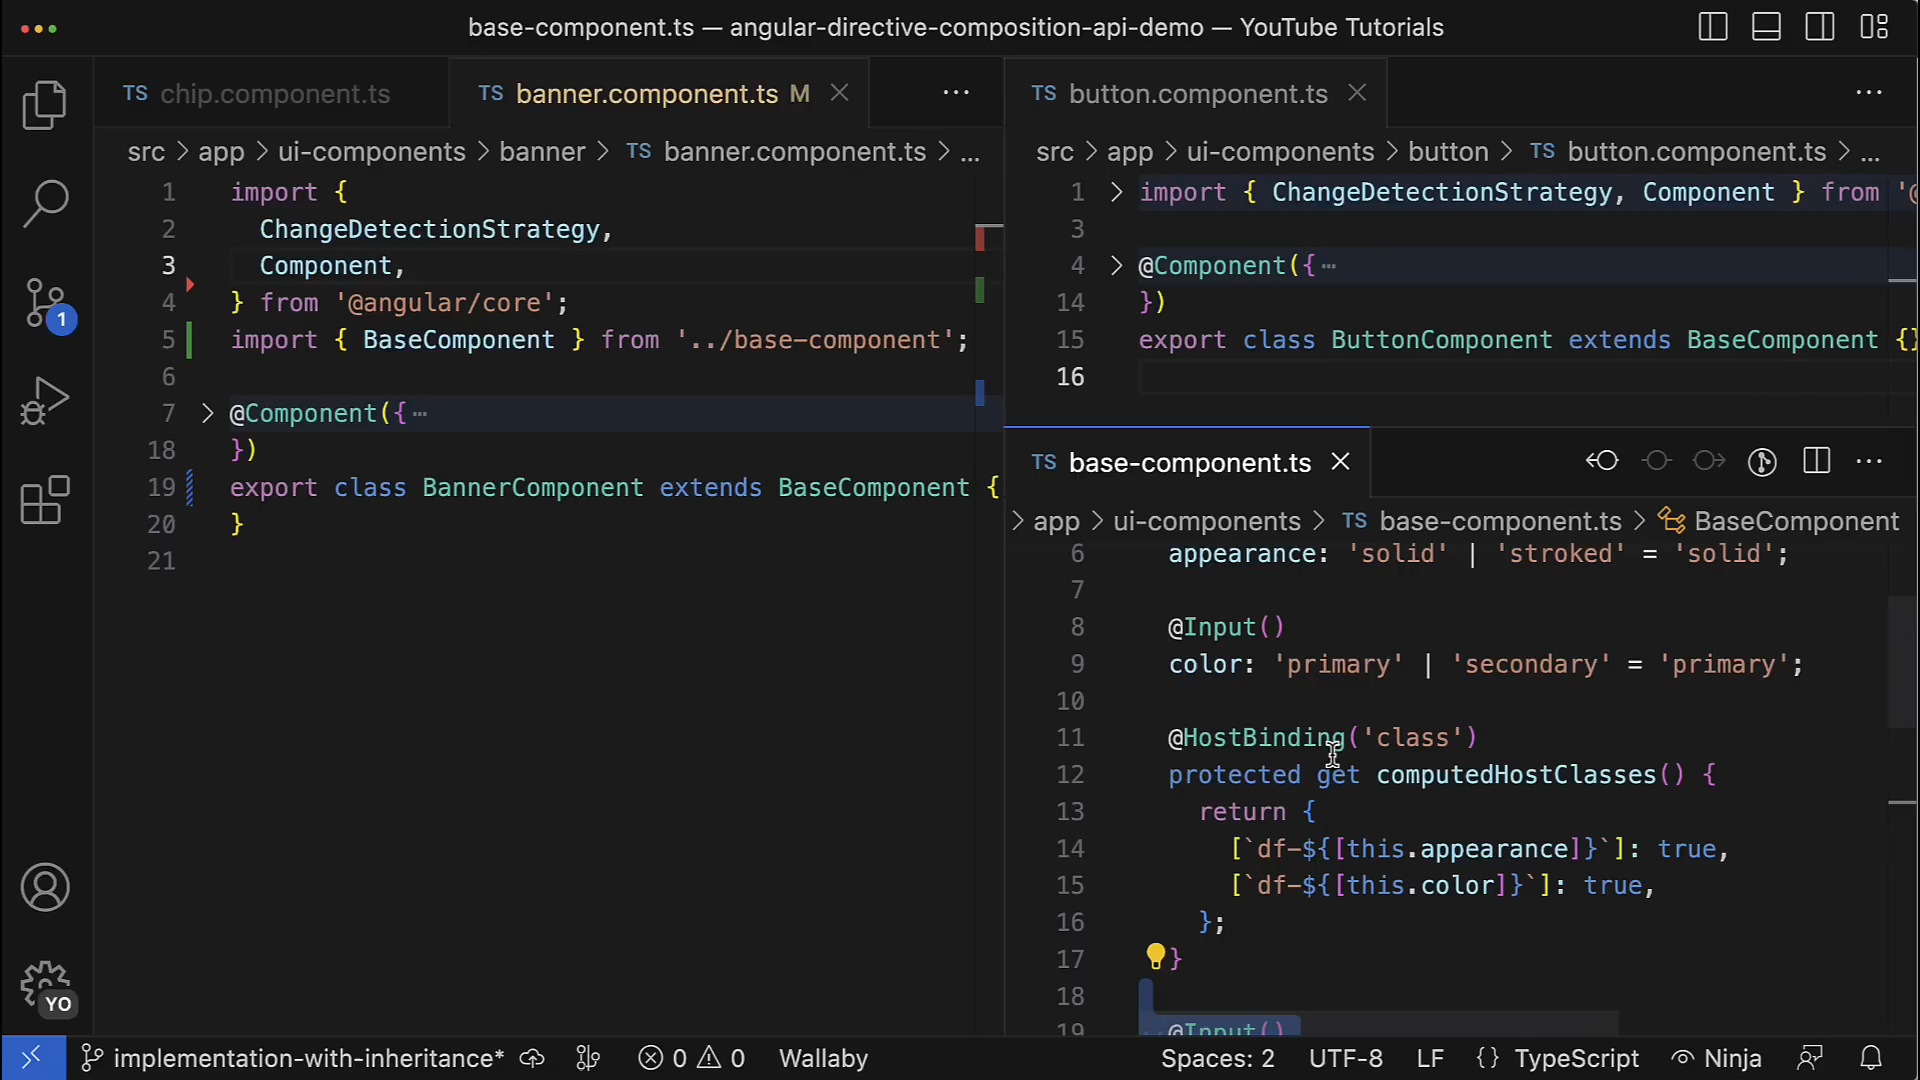 base-component.ts — angular-directive-composition-api-demo — YouTube Tutorials
TS chip.component.ts
TS banner.component.ts M
src > app > ui-components > banner > TS banner.component.ts > ...
1 import {
2 ChangeDetectionStrategy,
3 Component,
4 } from '@angular/core';
5 import { BaseComponent } from '../base-component';
6
7 > @Component({ ⋯
18 })
19 export class BannerComponent extends BaseComponent {
20 }
21
TS button.component.ts
src > app > ui-components > button > TS button.component.ts > ...
1 > import { ChangeDetectionStrategy, Component } from '@
3
4 > @Component({ ⋯
14 })
15 export class ButtonComponent extends BaseComponent {}
16
TS base-component.ts
> app > ui-components > TS base-component.ts > BaseComponent
6 appearance: 'solid' | 'stroked' = 'solid';
7
8 @Input()
9 color: 'primary' | 'secondary' = 'primary';
10
11 @HostBinding('class')
12 protected get computedHostClasses() {
13 return {
14 [`df-${[this.appearance]}`]: true,
15 [`df-${[this.color]}`]: true,
16 };
17 }
18
19 @Input()
1
YO
implementation-with-inheritance* 0 0 Wallaby
Spaces: 2 UTF-8 LF {} TypeScript Ninja